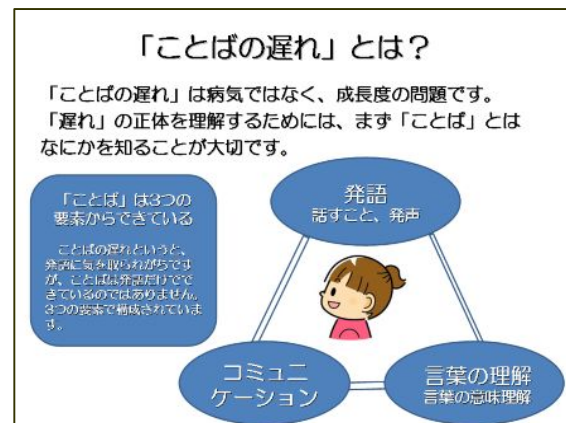 「ことばの遅れ」とは？
「ことばの遅れ」は病気ではなく、成長度の問題です。
「遅れ」の正体を理解するためには、まず「ことば」とは
なにかを知ることが大切です。
「ことば」は3つの
要素からできている
ことばの遅れというと、
発語に気を取られがちです
が、ことばは発語だけでで
きているのではありません。
3つの要素で構成されていま
す。
発語
話すこと、発声
コミュニ
ケーション
言葉の理解
言葉の意味理解